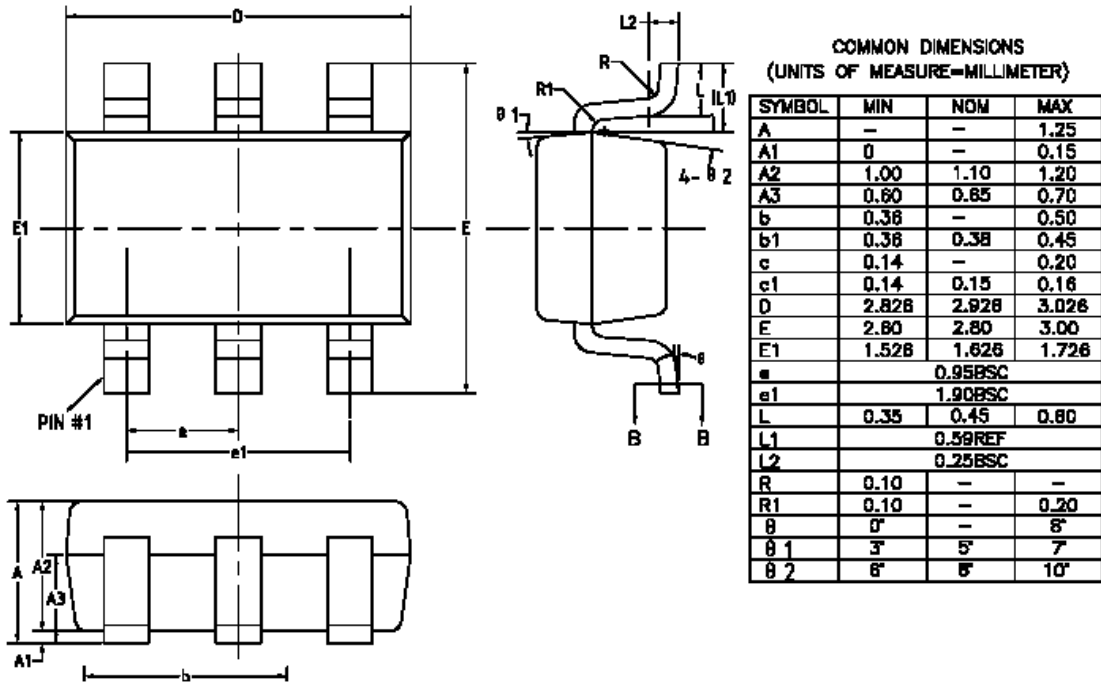 D
L2
R
R1
L
(L1)
θ 1
4- θ 2
E1
E
PIN #1
e
e1
θ
B B
A
A2
A3
A1
b
COMMON DIMENSIONS
(UNITS OF MEASURE=MILLIMETER)
SYMBOL MIN NOM MAX
A – – 1.25
A1 0 – 0.15
A2 1.00 1.10 1.20
A3 0.60 0.65 0.70
b 0.36 – 0.50
b1 0.36 0.38 0.45
c 0.14 – 0.20
c1 0.14 0.15 0.16
D 2.826 2.926 3.026
E 2.60 2.80 3.00
E1 1.526 1.626 1.726
e 0.95BSC
e1 1.90BSC
L 0.35 0.45 0.60
L1 0.59REF
L2 0.25BSC
R 0.10 – –
R1 0.10 – 0.20
θ 0° – 8°
θ 1 3° 5° 7°
θ 2 6° 8° 10°